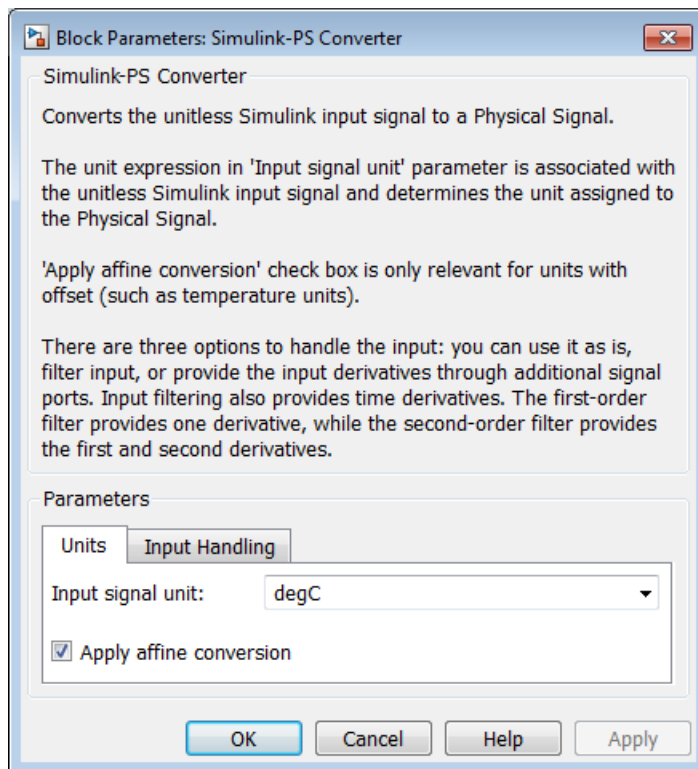 Block Parameters: Simulink-PS Converter
Simulink-PS Converter
Converts the unitless Simulink input signal to a Physical Signal.
The unit expression in 'Input signal unit' parameter is associated with
the unitless Simulink input signal and determines the unit assigned to
the Physical Signal.
'Apply affine conversion' check box is only relevant for units with
offset (such as temperature units).
There are three options to handle the input: you can use it as is,
filter input, or provide the input derivatives through additional signal
ports. Input filtering also provides time derivatives. The first-order
filter provides one derivative, while the second-order filter provides
the first and second derivatives.
Parameters
Units Input Handling
Input signal unit: degC
Apply affine conversion
OK Cancel Help Apply